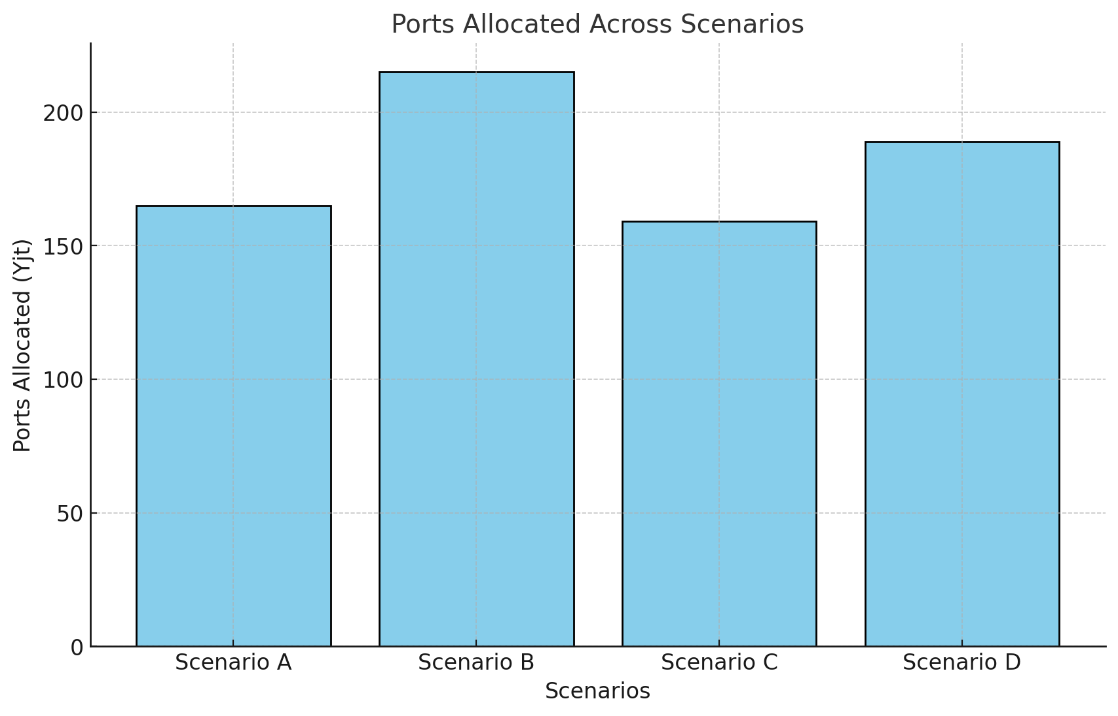 Ports Allocated Across Scenarios
Ports Allocated (Yjt)
200
150
100
50
0
Scenario A
Scenario B
Scenario C
Scenario D
Scenarios